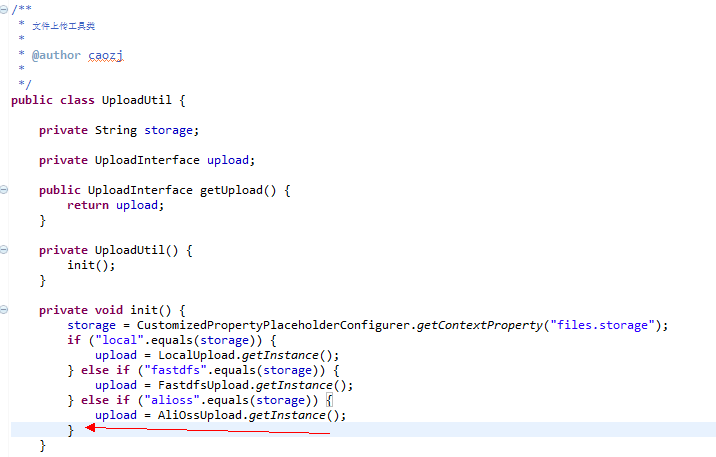 /**
 * 文件上传工具类
 *
 * @author caozj
 *
 */
public class UploadUtil {
private String storage;
private UploadInterface upload;
public UploadInterface getUpload() {
return upload;
}
private UploadUtil() {
init();
}
private void init() {
storage = CustomizedPropertyPlaceholderConfigurer.getContextProperty("files.storage");
if ("local".equals(storage)) {
upload = LocalUpload.getInstance();
} else if ("fastdfs".equals(storage)) {
upload = FastdfsUpload.getInstance();
} else if ("alioss".equals(storage)) {
upload = AliOssUpload.getInstance();
}
}